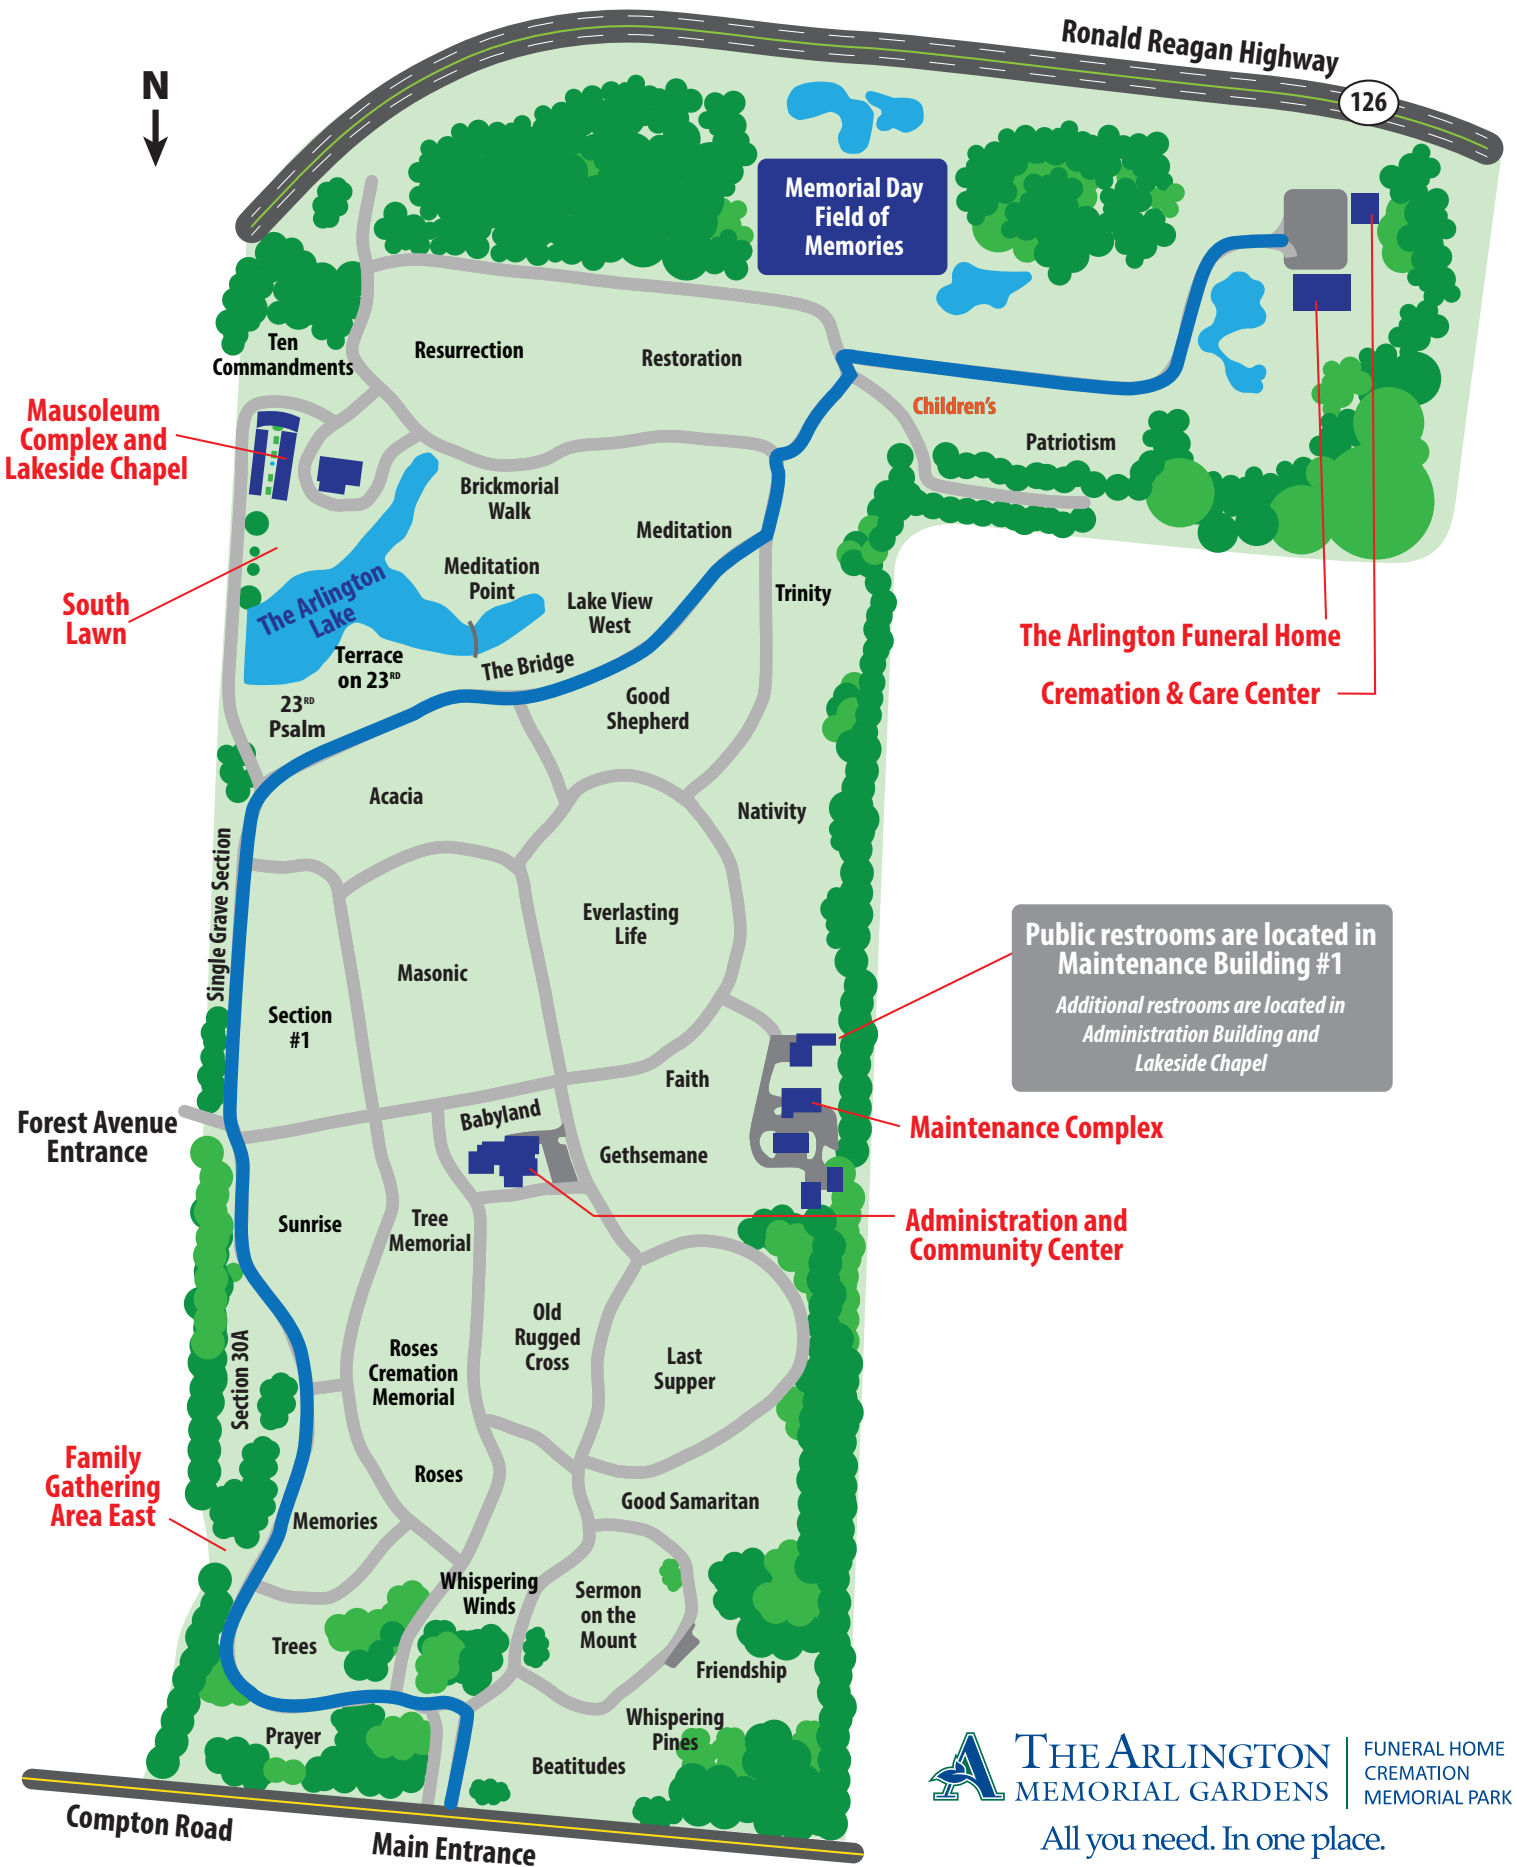 Ronald Reagan Highway
126
N
Memorial Day
Field of
Memories
Ten
Commandments
Resurrection
Restoration
Children's
Patriotism
Mausoleum
Complex and
Lakeside Chapel
Brickmorial
Walk
Meditation
Meditation
Point
Lake View
West
Trinity
South
Lawn
The Arlington
Lake
Terrace
on 23RD
The Bridge
23RD
Psalm
Good
Shepherd
The Arlington Funeral Home
Cremation & Care Center
Acacia
Nativity
Single Grave Section
Everlasting
Life
Masonic
Section
#1
Public restrooms are located in
Maintenance Building #1
Additional restrooms are located in
Administration Building and
Lakeside Chapel
Faith
Babyland
Forest Avenue
Entrance
Maintenance Complex
Gethsemane
Sunrise
Tree
Memorial
Administration and
Community Center
Old
Rugged
Cross
Roses
Cremation
Memorial
Last
Supper
Section 30A
Roses
Family
Gathering
Area East
Memories
Good Samaritan
Whispering
Winds
Sermon
on the
Mount
Trees
Friendship
Whispering
Pines
Prayer
Beatitudes
Compton Road
Main Entrance
A
THE ARLINGTON
MEMORIAL GARDENS
FUNERAL HOME
CREMATION
MEMORIAL PARK
All you need. In one place.